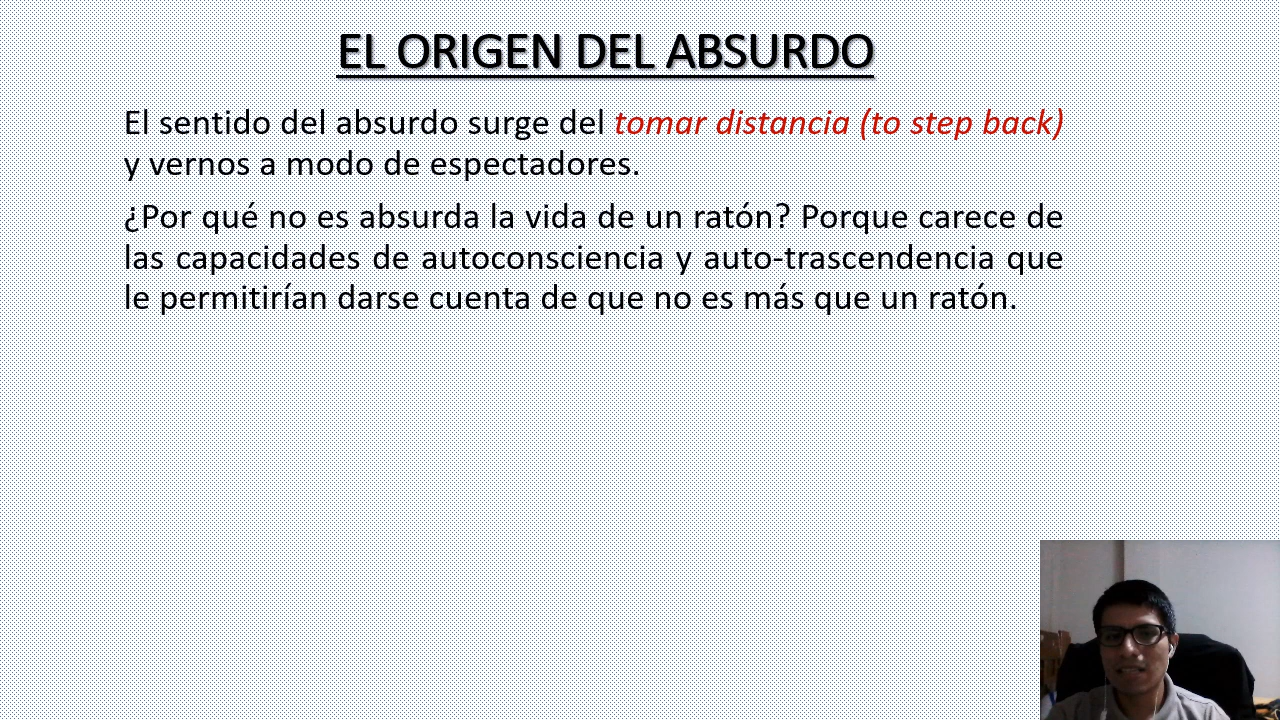 EL ORIGEN DEL ABSURDO
El sentido del absurdo surge del tomar distancia (to step back)
y vernos a modo de espectadores.
¿Por qué no es absurda la vida de un ratón? Porque carece de
las capacidades de autoconsciencia y auto-trascendencia que
le permitirían darse cuenta de que no es más que un ratón.